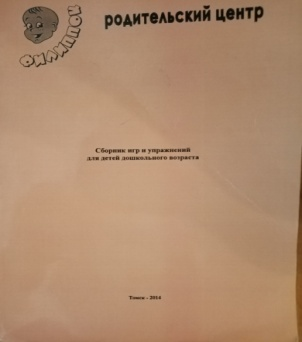 ФИЛИППОК
родительский центр
Сборник игр и упражнений
для детей дошкольного возраста
Томск - 2014